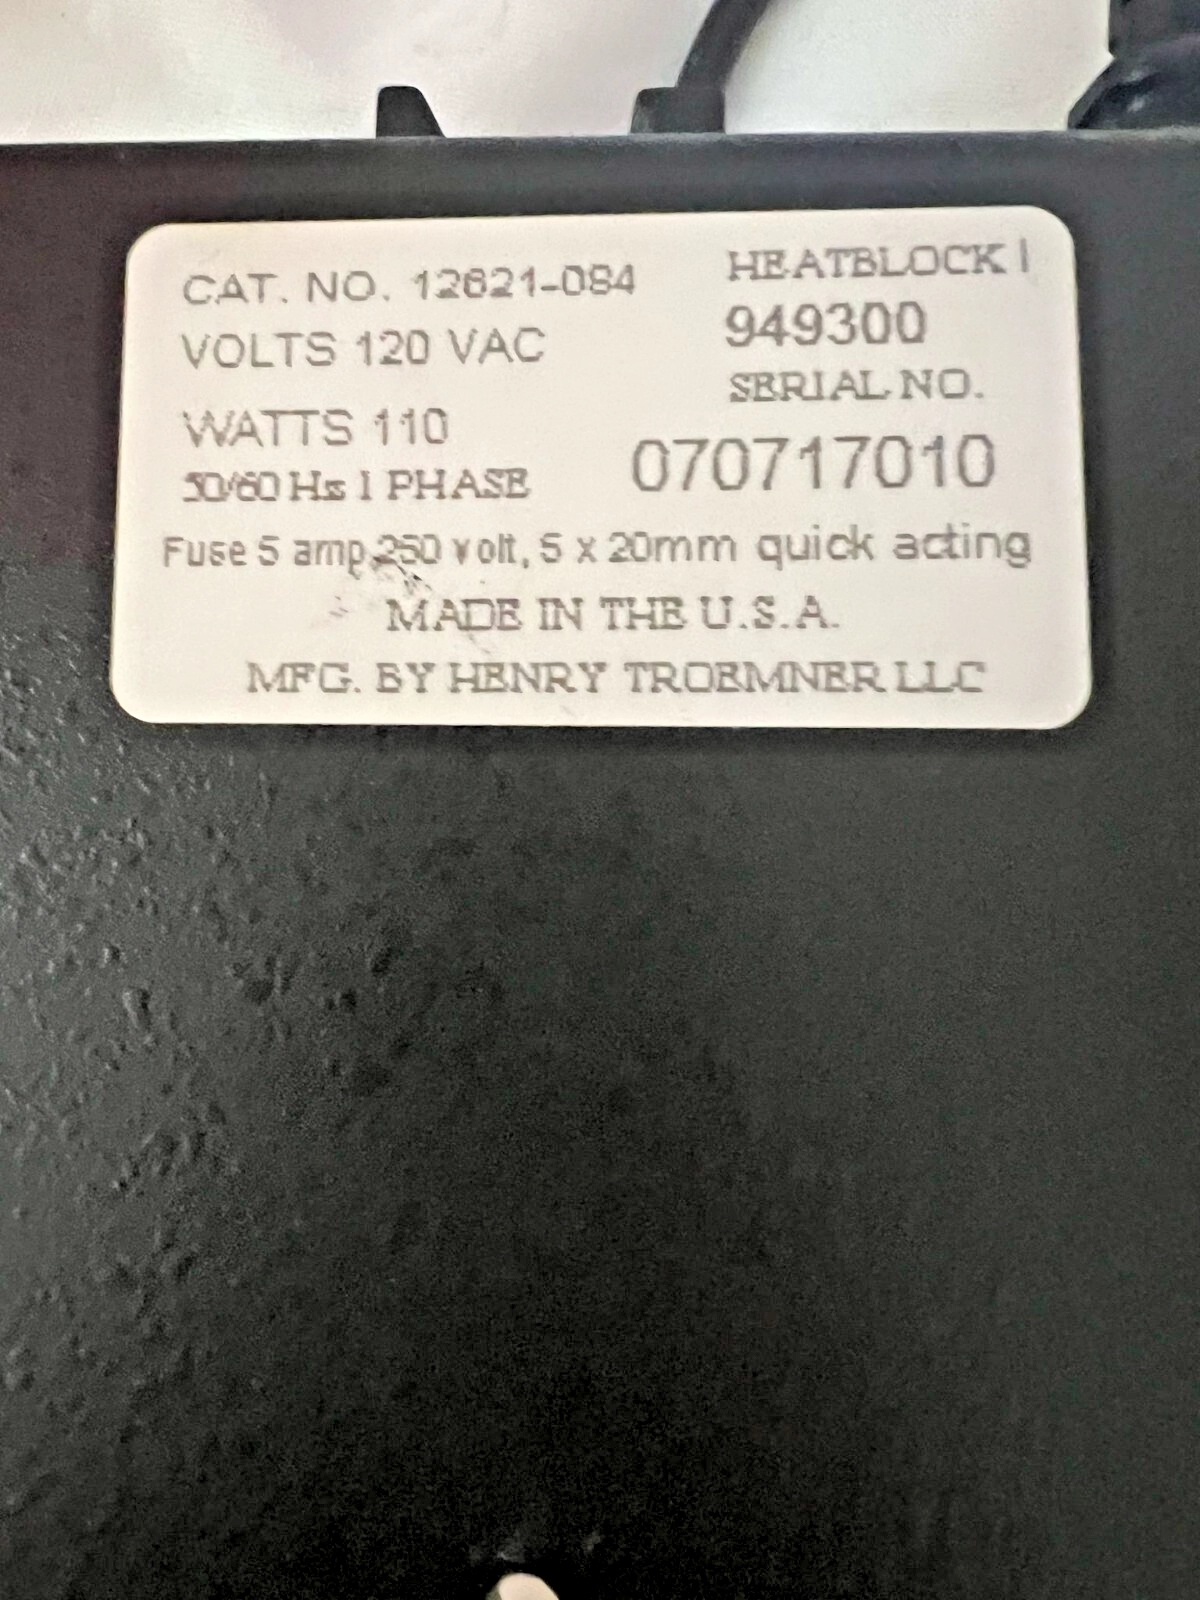 CAT. NO. 12621-084
VOLTS 120 VAC
WATTS 110
50/60 Hz 1 PHASE
HEATBLOCK I
949300
SERIAL NO.
070717010
Fuse 5 amp 250 volt, 5 x 20mm quick acting
MADE IN THE U.S.A.
MFG. BY HENRY TROEMNER LLC